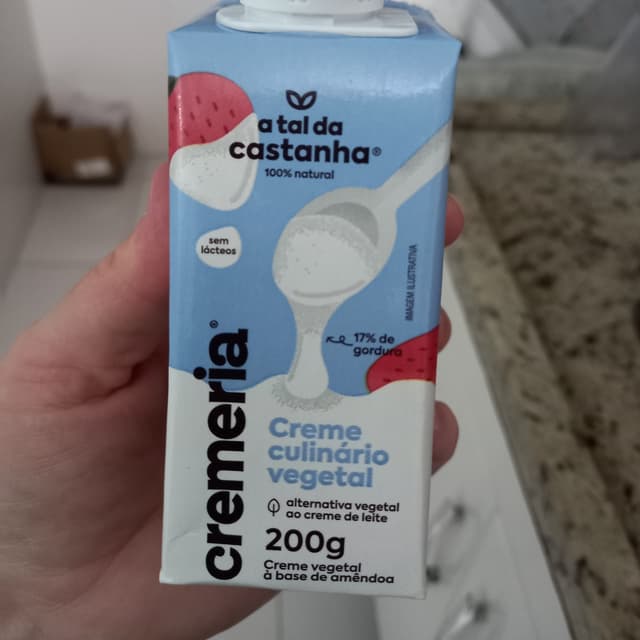 a tal da
castanha®
100% natural
sem
lácteos
IMAGEM ILUSTRATIVA
17% de
gordura
cremeria®
Creme
culinário
vegetal
alternativa vegetal
ao creme de leite
200g
Creme vegetal
à base de amêndoa